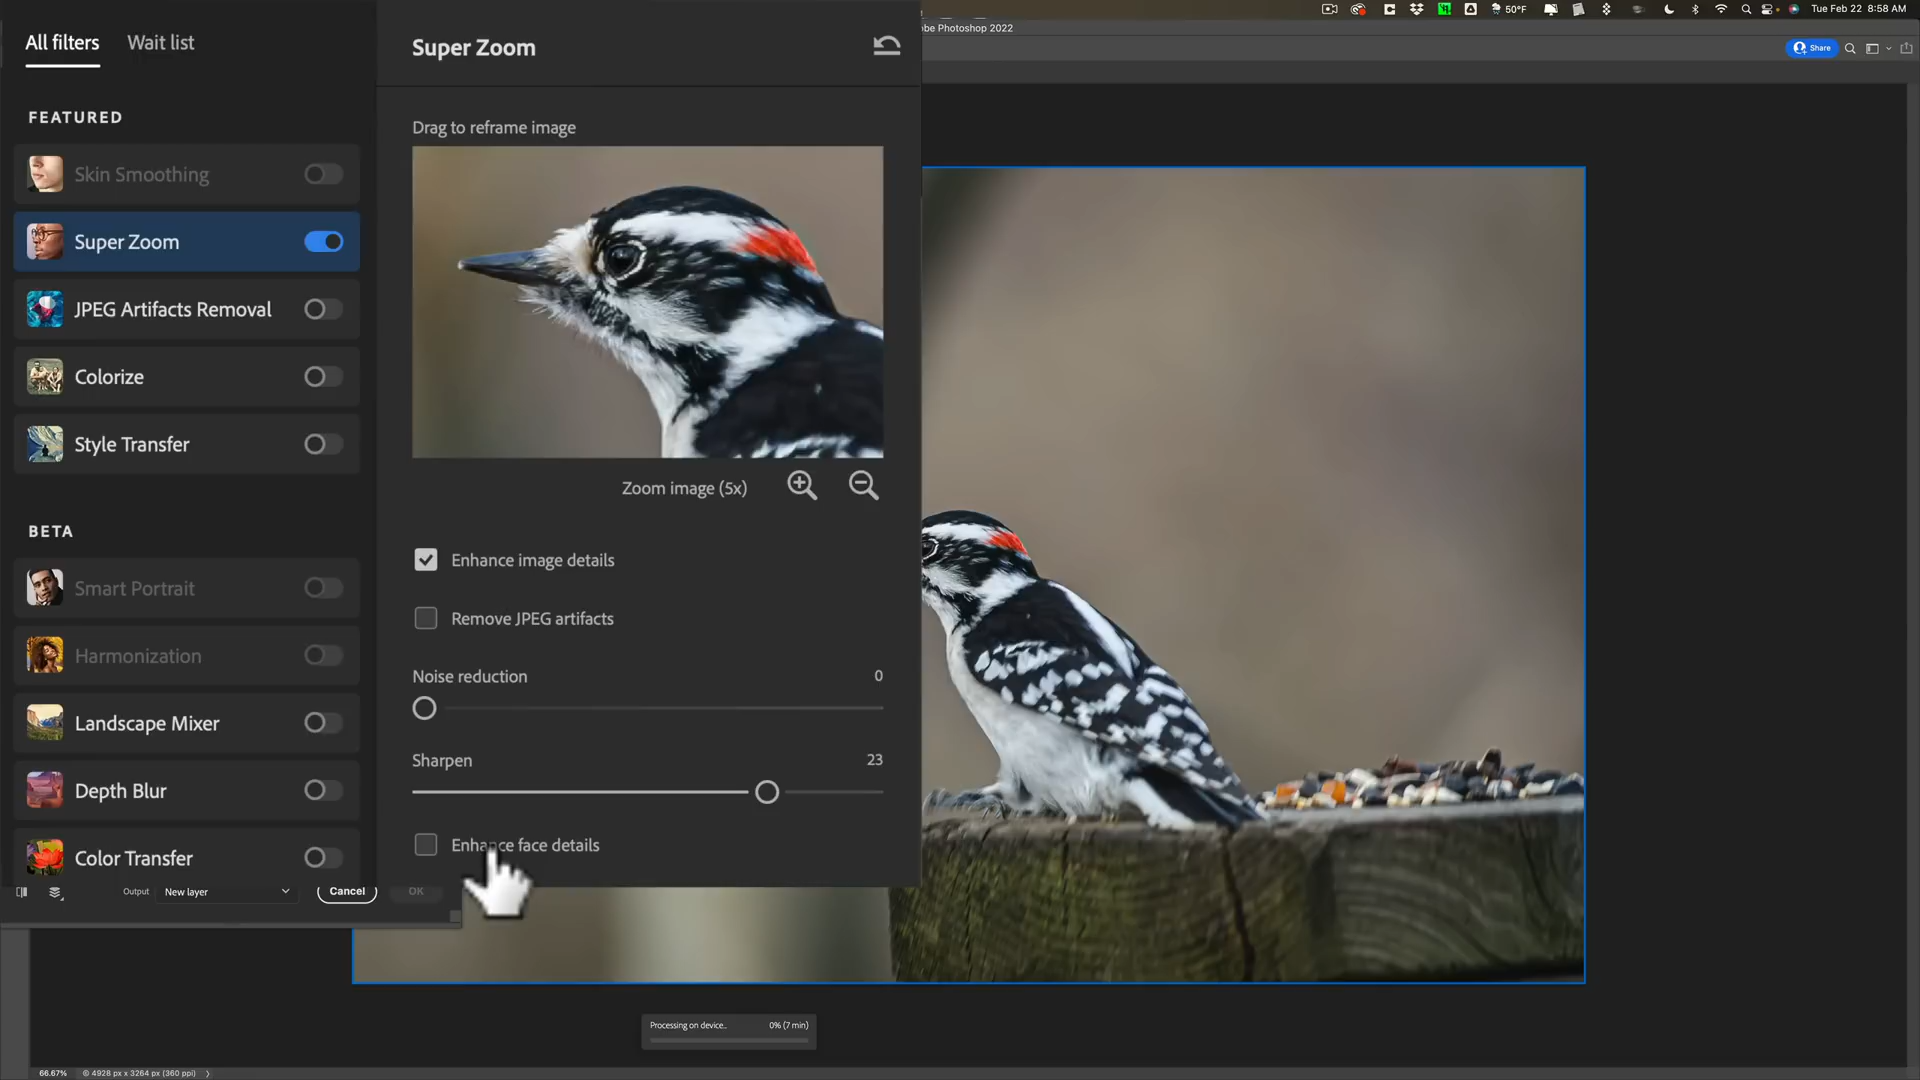 50°F
Tue Feb 22 8:58 AM
be Photoshop 2022
Share
All filters
Wait list
FEATURED
Skin Smoothing
Super Zoom
JPEG Artifacts Removal
Colorize
Style Transfer
BETA
Smart Portrait
Harmonization
Landscape Mixer
Depth Blur
Color Transfer
Super Zoom
Drag to reframe image
Zoom image (5x)
Enhance image details
Remove JPEG artifacts
Noise reduction 0
Sharpen 23
Enhance face details
Output New layer Cancel OK
Processing on device.. 0% (7 min)
66.67% 4928 px x 3264 px (360 ppi)